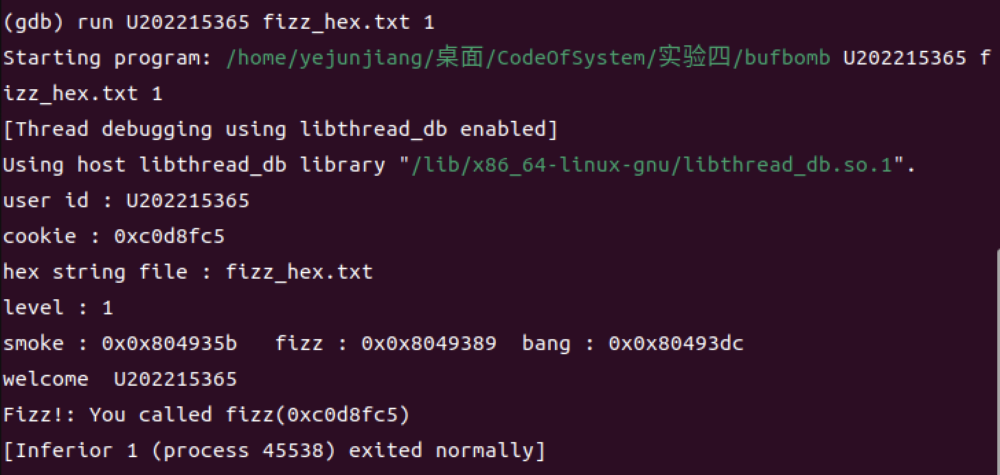 (gdb) run U202215365 fizz_hex.txt 1
Starting program: /home/yejunjiang/桌面/CodeOfSystem/实验四/bufbomb U202215365 f
izz_hex.txt 1
[Thread debugging using libthread_db enabled]
Using host libthread_db library "/lib/x86_64-linux-gnu/libthread_db.so.1".
user id : U202215365
cookie : 0xc0d8fc5
hex string file : fizz_hex.txt
level : 1
smoke : 0x0x804935b   fizz : 0x0x8049389  bang : 0x0x80493dc
welcome  U202215365
Fizz!: You called fizz(0xc0d8fc5)
[Inferior 1 (process 45538) exited normally]